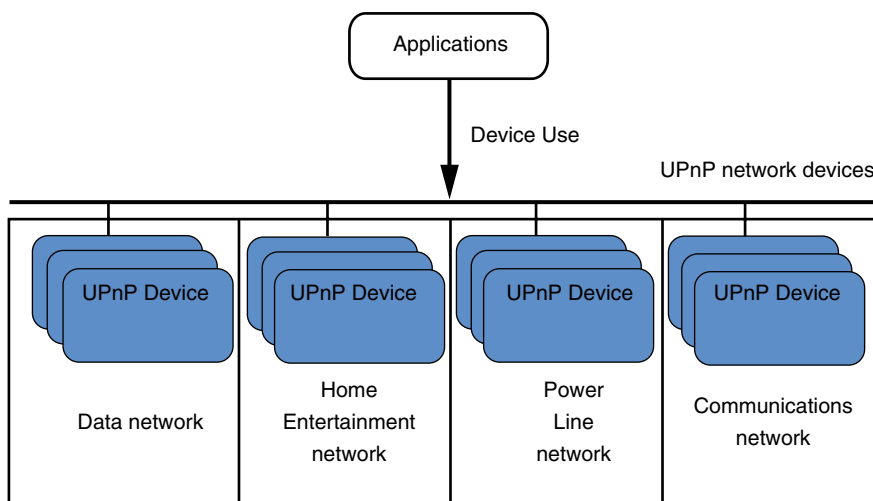 Applications
Device Use
UPnP network devices
UPnP Device
UPnP Device
UPnP Device
UPnP Device
Data network
Home
Entertainment
network
Power
Line
network
Communications
network